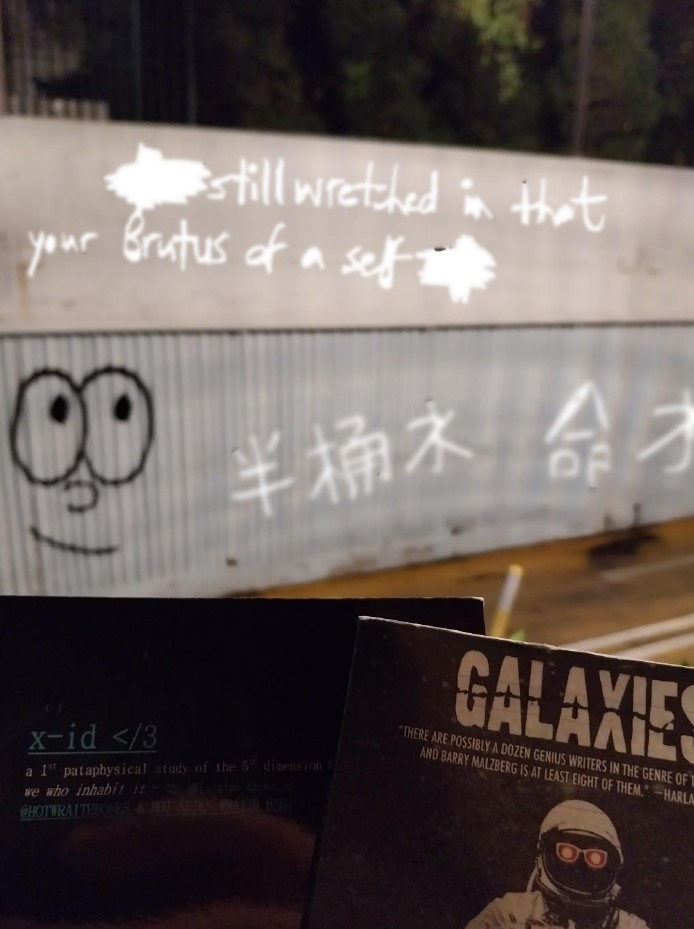 still wretched in that
your Brutus of a self
半桶水 命水
x-id </3
a 1st pataphysical study of the 5th dimension
we who inhabit it
@HOTWRAITHBONES
GALAXIES
"THERE ARE POSSIBLY A DOZEN GENIUS WRITERS IN THE GENRE OF
AND BARRY MALZBERG IS AT LEAST EIGHT OF THEM." —HARLA